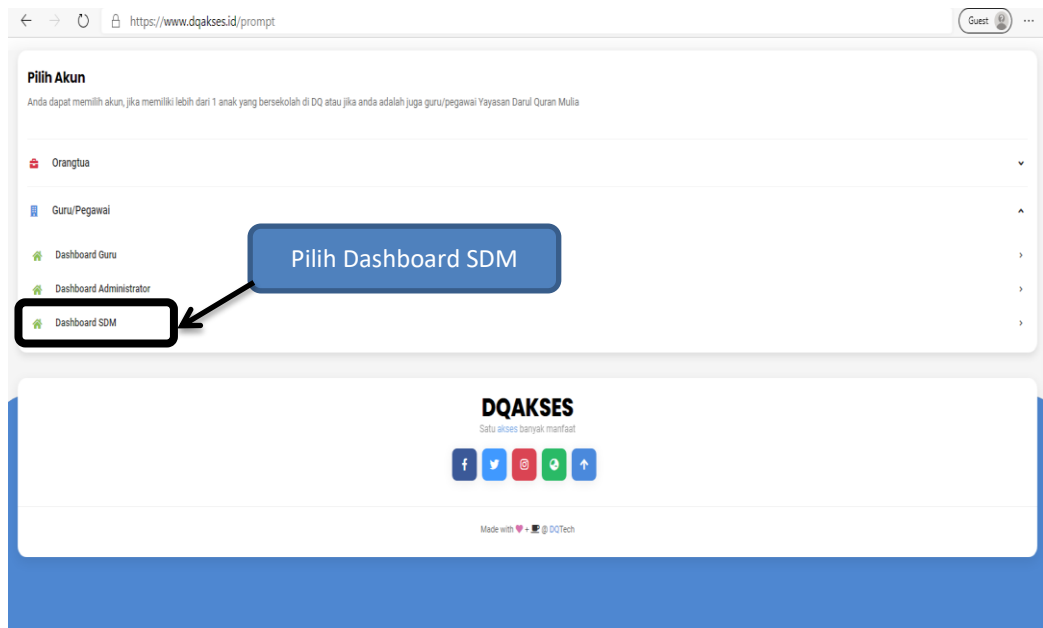 https://www.dqakses.id/prompt
Guest
Pilih Akun
Anda dapat memilih akun, jika memiliki lebih dari 1 anak yang bersekolah di DQ atau jika anda adalah juga guru/pegawai Yayasan Darul Quran Mulia
Orangtua
Guru/Pegawai
Dashboard Guru
Pilih Dashboard SDM
Dashboard Administrator
Dashboard SDM
DQAKSES
Satu akses banyak manfaat
Made with + @ DQTech